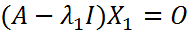 (A − λ₁I)X₁ = O